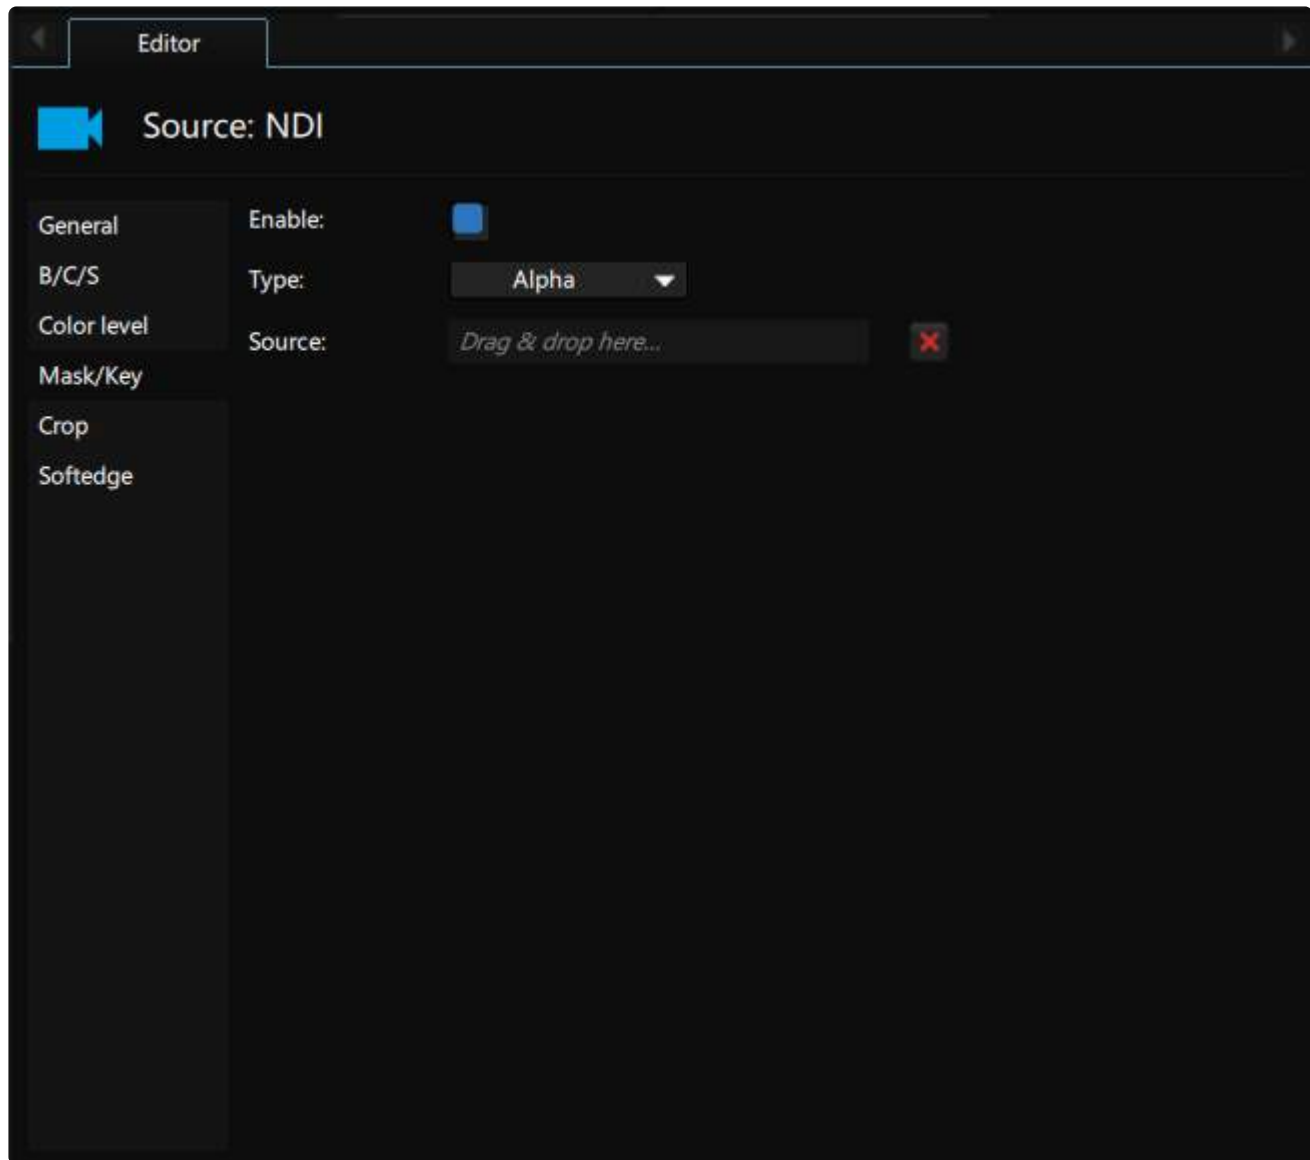 Editor
Source: NDI
General
B/C/S
Color level
Mask/Key
Crop
Softedge
Enable:
Type: Alpha
Source: Drag & drop here...